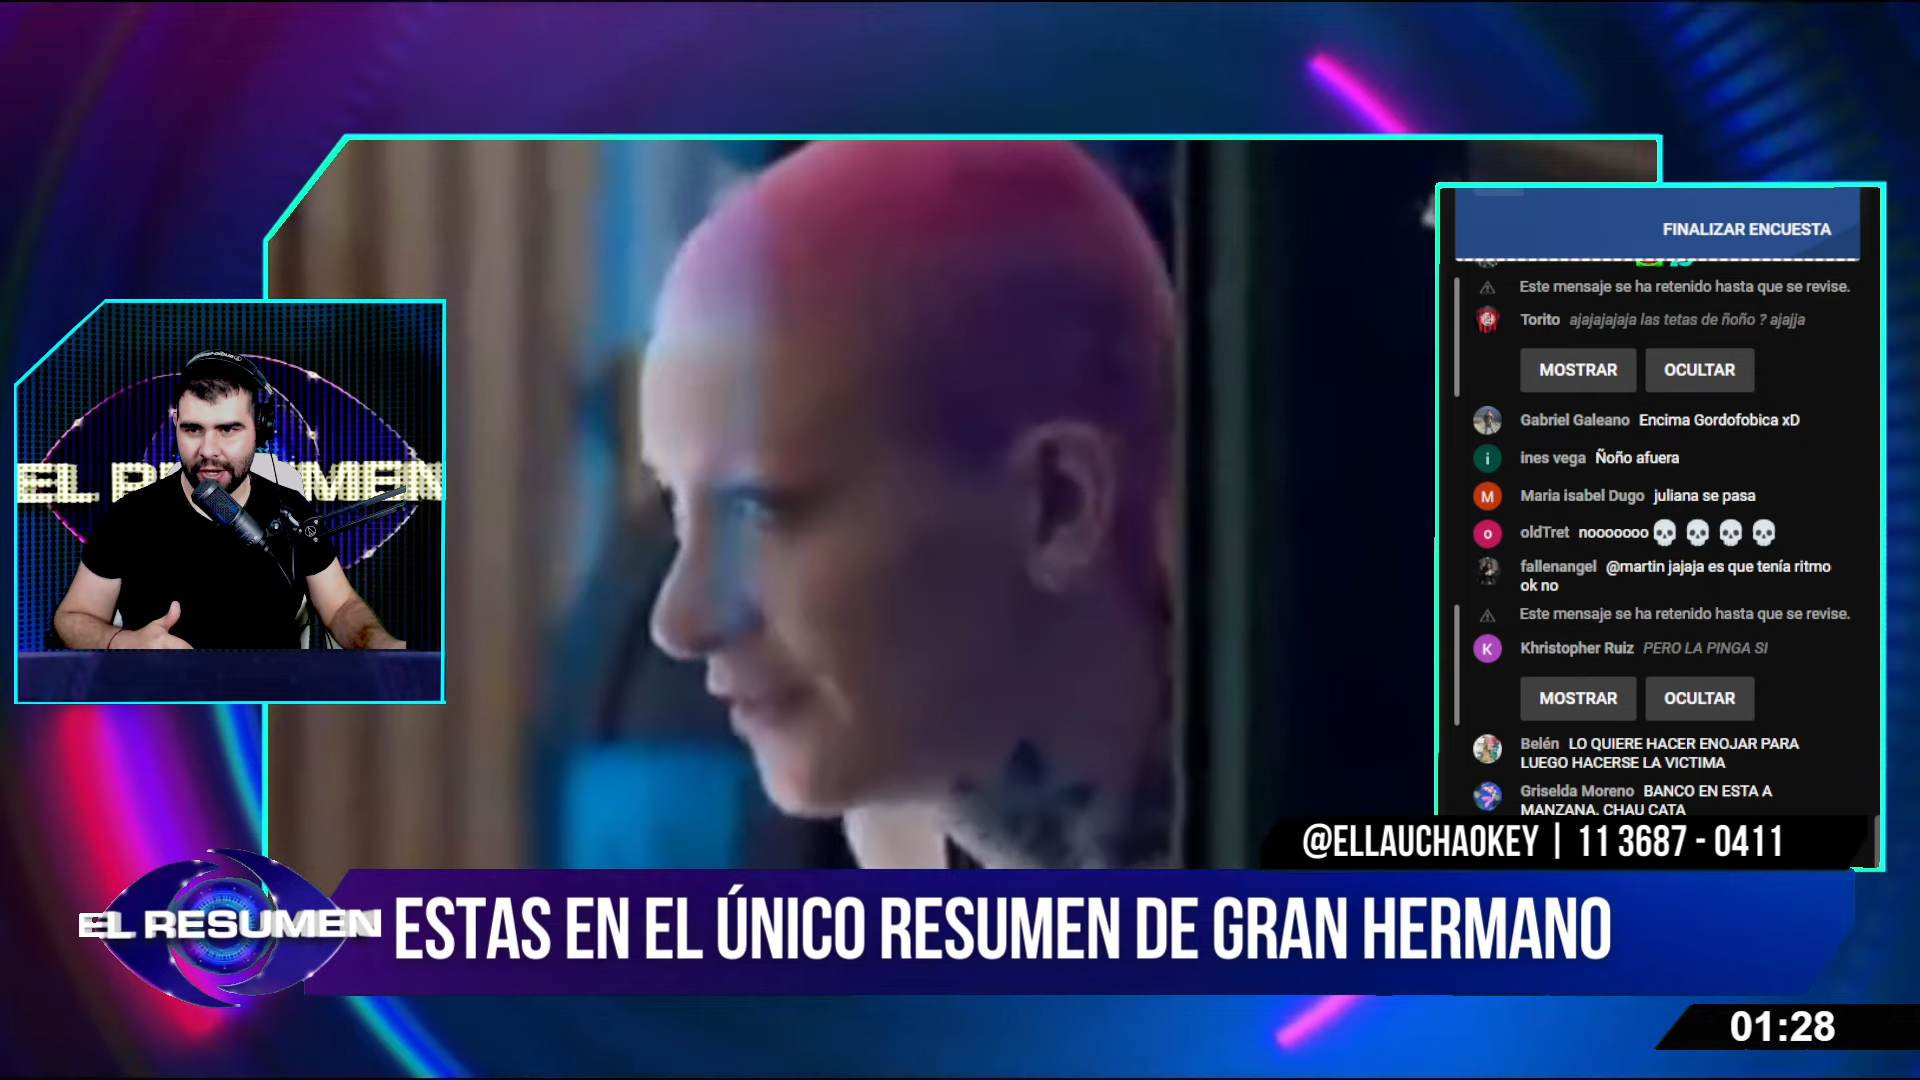 FINALIZAR ENCUESTA
Este mensaje se ha retenido hasta que se revise.
Torito ajajajajaja las tetas de ñoño ? ajajja
MOSTRAR OCULTAR
Gabriel Galeano Encima Gordofobica xD
i ines vega Ñoño afuera
M Maria isabel Dugo juliana se pasa
o oldTret nooooooo
fallenangel @martin jajaja es que tenía ritmo
ok no
Este mensaje se ha retenido hasta que se revise.
K Khristopher Ruiz PERO LA PINGA SI
MOSTRAR OCULTAR
Belén LO QUIERE HACER ENOJAR PARA
LUEGO HACERSE LA VICTIMA
Griselda Moreno BANCO EN ESTA A
MANZANA. CHAU CATA
EL RESUMEN
@ELLAUCHAOKEY | 11 3687 - 0411
EL RESUMEN
ESTAS EN EL ÚNICO RESUMEN DE GRAN HERMANO
01:28